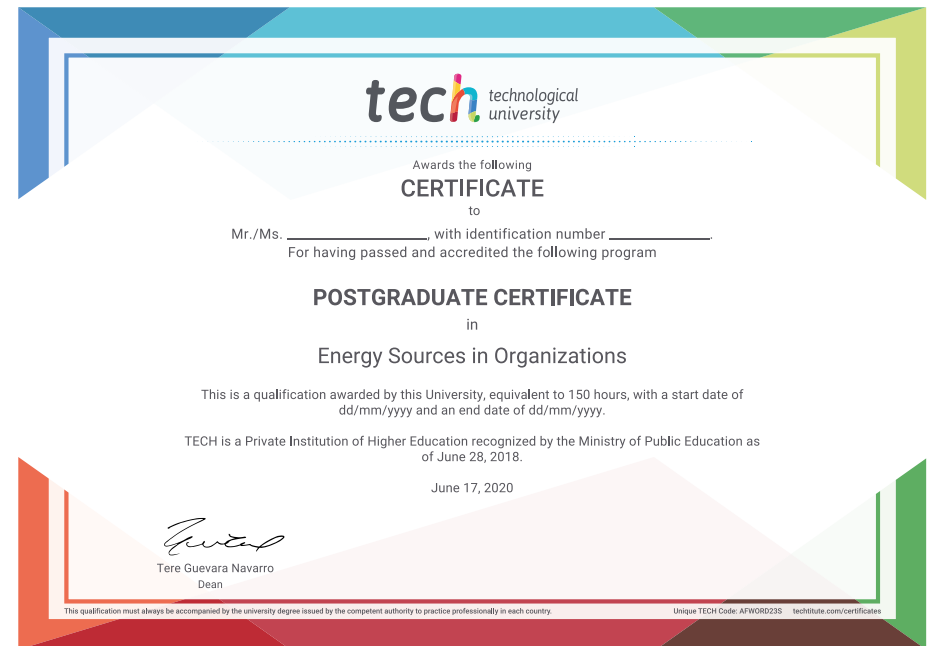 tech technological
university
Awards the following
CERTIFICATE
to
Mr./Ms. ____________________, with identification number ______________.
For having passed and accredited the following program
POSTGRADUATE CERTIFICATE
in
Energy Sources in Organizations
This is a qualification awarded by this University, equivalent to 150 hours, with a start date of
dd/mm/yyyy and an end date of dd/mm/yyyy.
TECH is a Private Institution of Higher Education recognized by the Ministry of Public Education as
of June 28, 2018.
June 17, 2020
Tere Guevara Navarro
Dean
This qualification must always be accompanied by the university degree issued by the competent authority to practice professionally in each country. Unique TECH Code: AFWORD23S techtitute.com/certificates